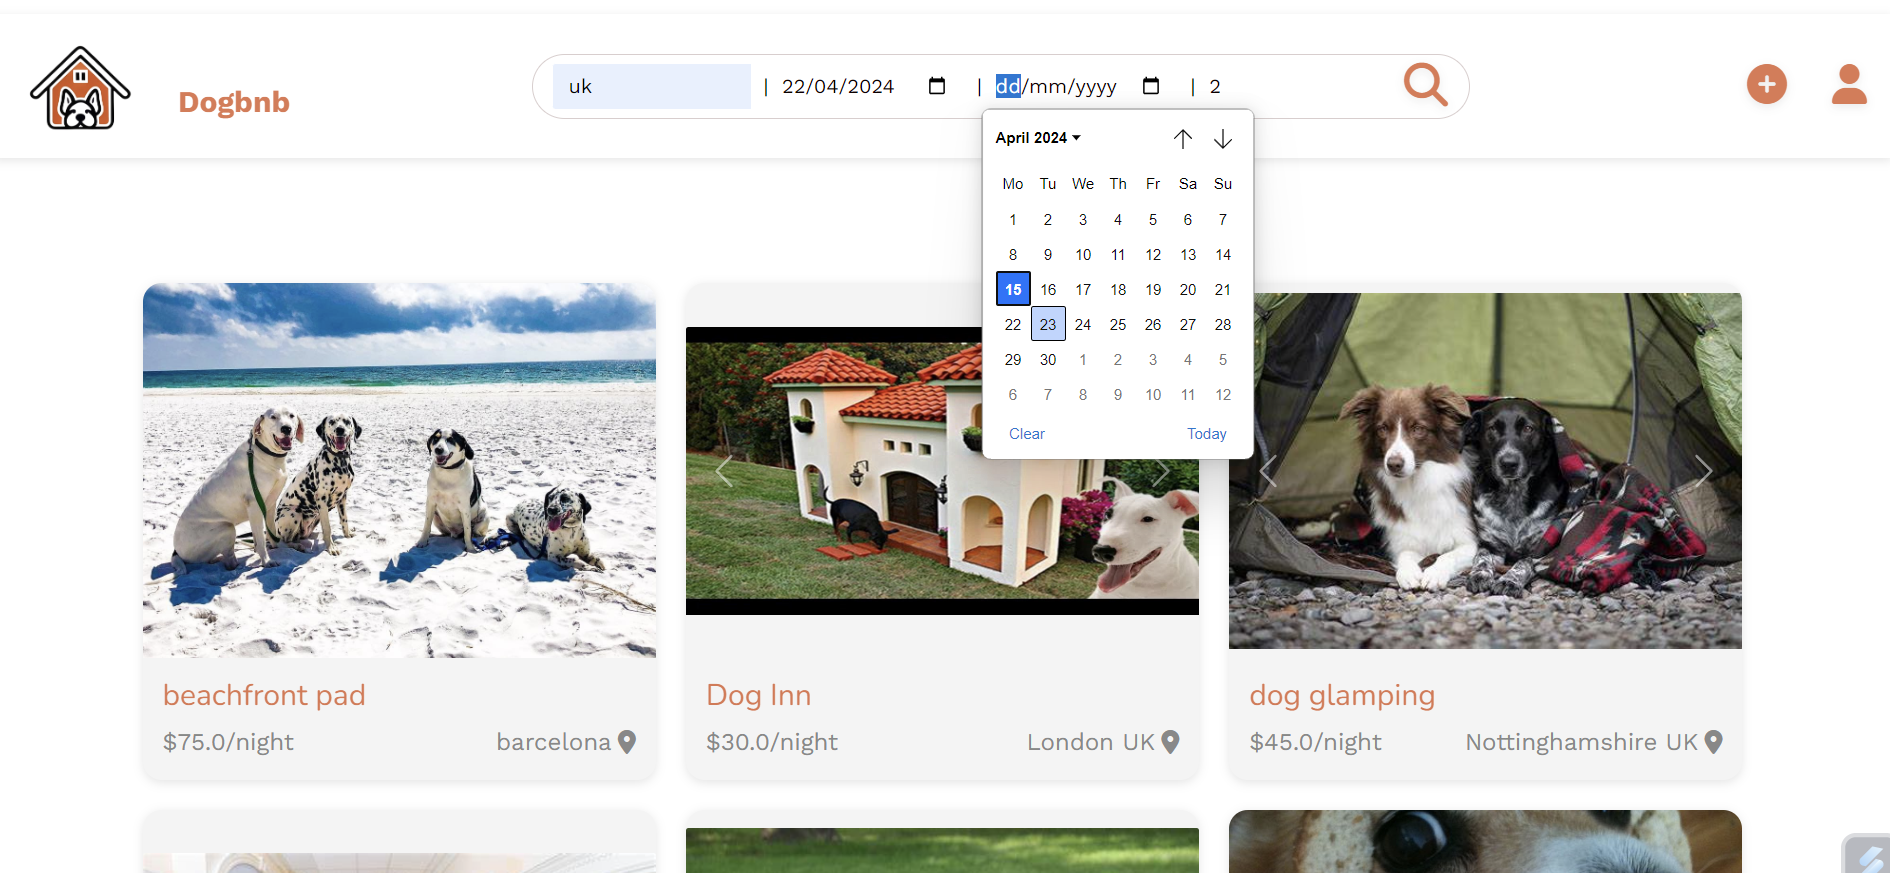 Dogbnb
uk | 22/04/2024 | dd/mm/yyyy | 2
April 2024
Mo Tu We Th Fr Sa Su
1 2 3 4 5 6 7
8 9 10 11 12 13 14
15 16 17 18 19 20 21
22 23 24 25 26 27 28
29 30 1 2 3 4 5
6 7 8 9 10 11 12
Clear Today
beachfront pad
$75.0/night barcelona
Dog Inn
$30.0/night London UK
dog glamping
$45.0/night Nottinghamshire UK